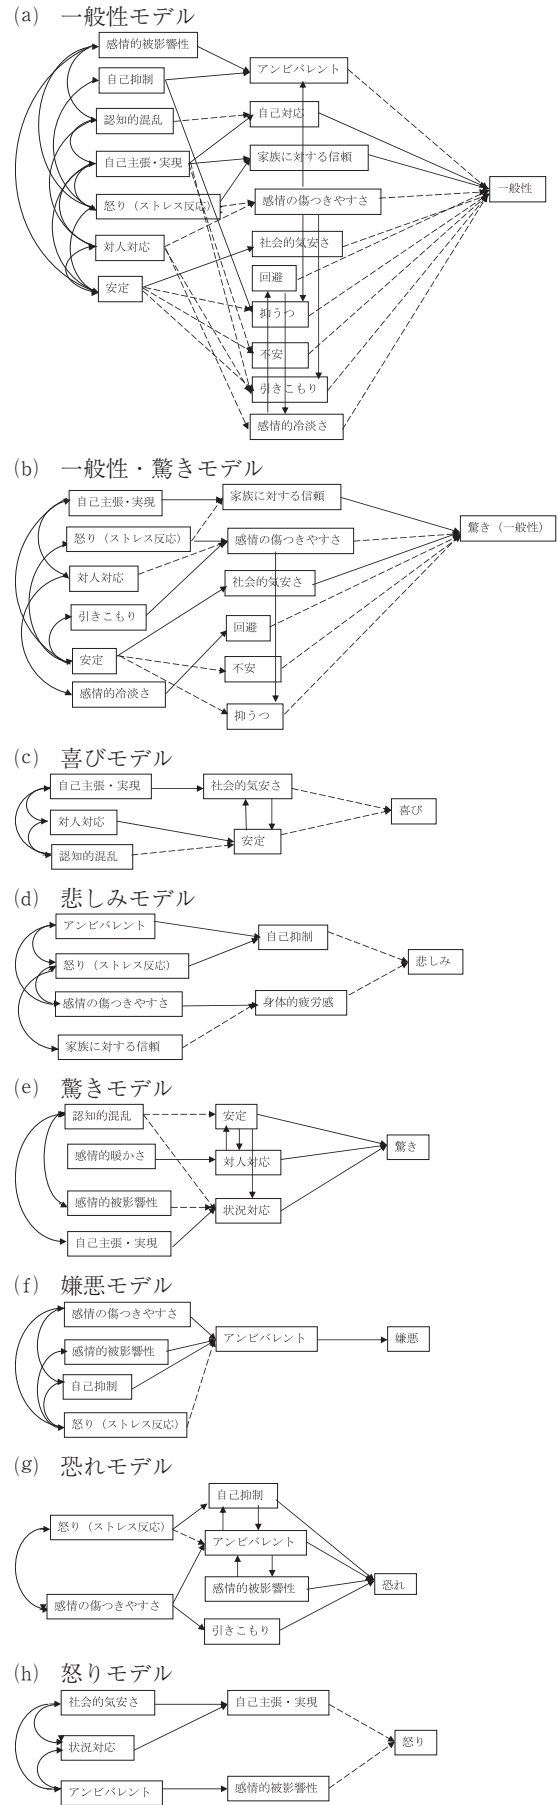 (a) 一般性モデル
感情的被影響性
自己抑制
認知的混乱
自己主張・実現
怒り（ストレス反応）
対人対応
安定
アンビバレント
自己対応
家族に対する信頼
感情の傷つきやすさ
社会的気安さ
回避
抑うつ
不安
引きこもり
感情的冷淡さ
一般性
(b) 一般性・驚きモデル
自己主張・実現
怒り（ストレス反応）
対人対応
引きこもり
安定
感情的冷淡さ
家族に対する信頼
感情の傷つきやすさ
社会的気安さ
回避
不安
抑うつ
驚き（一般性）
(c) 喜びモデル
自己主張・実現
対人対応
認知的混乱
社会的気安さ
安定
喜び
(d) 悲しみモデル
アンビバレント
怒り（ストレス反応）
感情の傷つきやすさ
家族に対する信頼
自己抑制
身体的疲労感
悲しみ
(e) 驚きモデル
認知的混乱
感情的暖かさ
感情的被影響性
自己主張・実現
安定
対人対応
状況対応
驚き
(f) 嫌悪モデル
感情の傷つきやすさ
感情的被影響性
自己抑制
怒り（ストレス反応）
アンビバレント
嫌悪
(g) 恐れモデル
怒り（ストレス反応）
感情の傷つきやすさ
自己抑制
アンビバレント
感情的被影響性
引きこもり
恐れ
(h) 怒りモデル
社会的気安さ
状況対応
アンビバレント
自己主張・実現
感情的被影響性
怒り